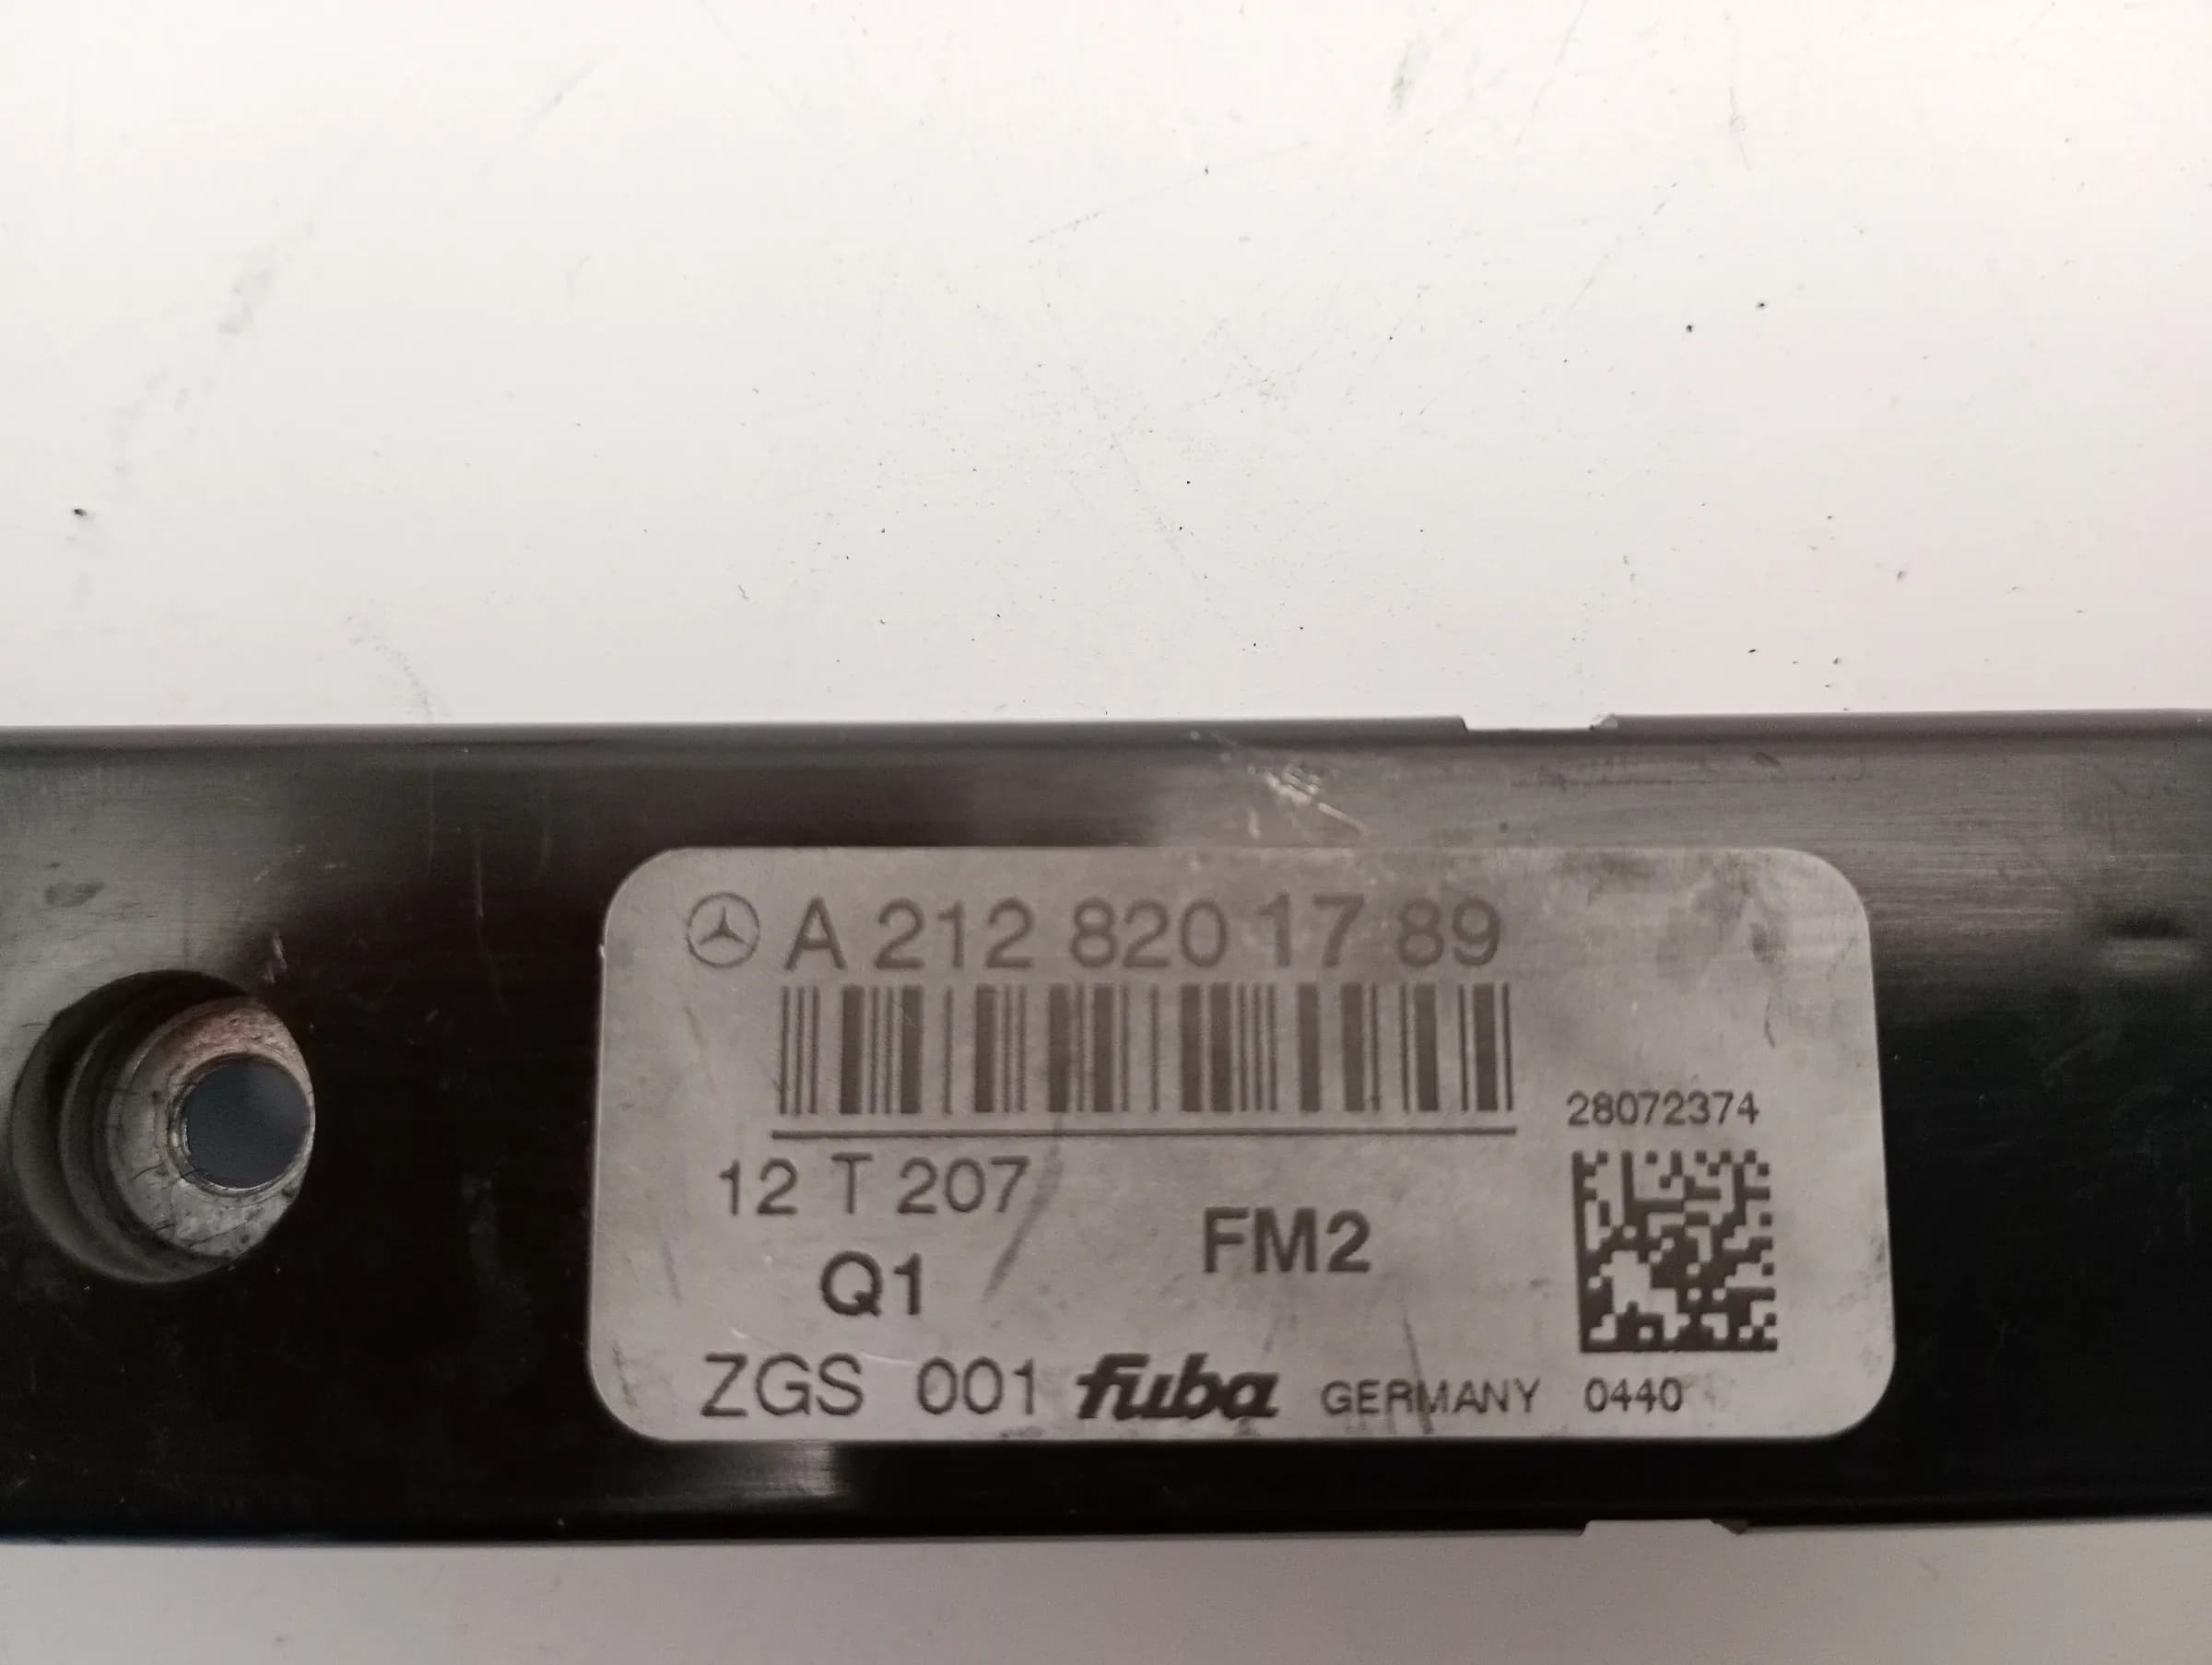 A 212 820 17 89
28072374
12 T 207
FM2
Q1
ZGS 001 fuba GERMANY 0440